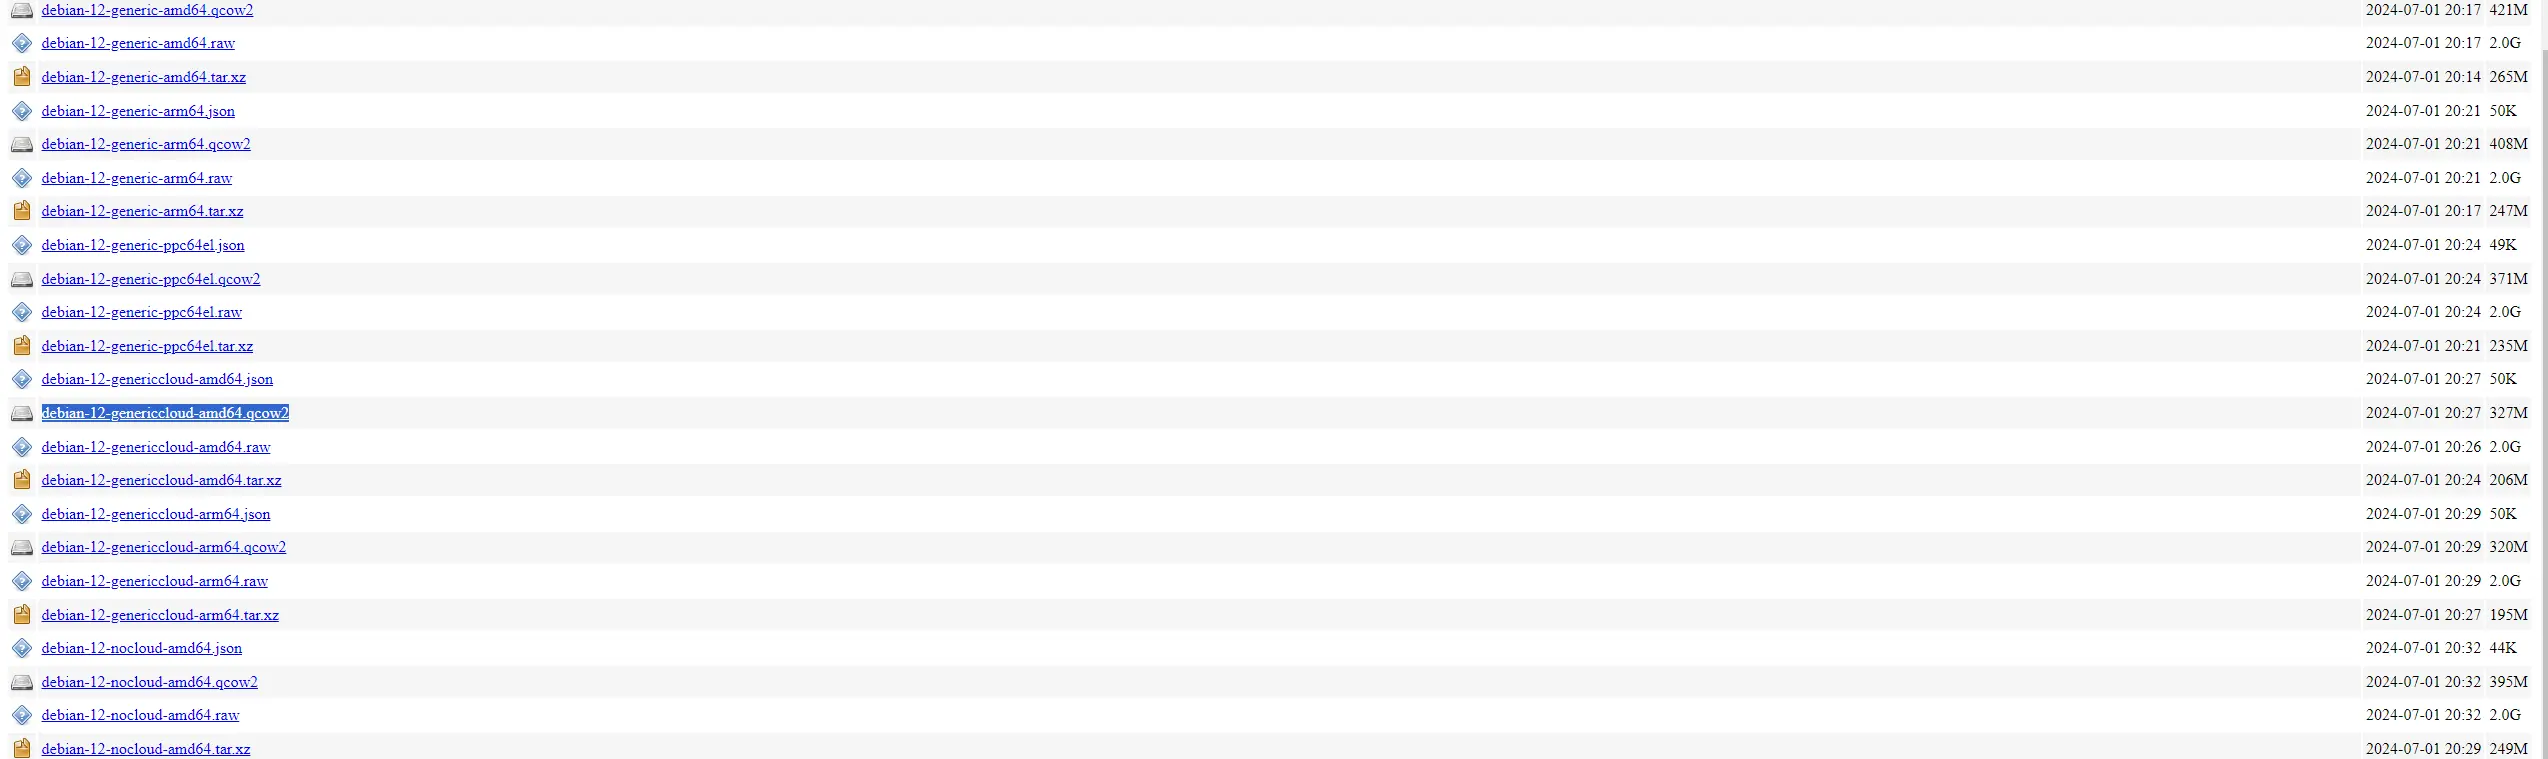 debian-12-generic-amd64.qcow2 2024-07-01 20:17 421M
debian-12-generic-amd64.raw 2024-07-01 20:17 2.0G
debian-12-generic-amd64.tar.xz 2024-07-01 20:14 265M
debian-12-generic-arm64.json 2024-07-01 20:21 50K
debian-12-generic-arm64.qcow2 2024-07-01 20:21 408M
debian-12-generic-arm64.raw 2024-07-01 20:21 2.0G
debian-12-generic-arm64.tar.xz 2024-07-01 20:17 247M
debian-12-generic-ppc64el.json 2024-07-01 20:24 49K
debian-12-generic-ppc64el.qcow2 2024-07-01 20:24 371M
debian-12-generic-ppc64el.raw 2024-07-01 20:24 2.0G
debian-12-generic-ppc64el.tar.xz 2024-07-01 20:21 235M
debian-12-genericcloud-amd64.json 2024-07-01 20:27 50K
debian-12-genericcloud-amd64.qcow2 2024-07-01 20:27 327M
debian-12-genericcloud-amd64.raw 2024-07-01 20:26 2.0G
debian-12-genericcloud-amd64.tar.xz 2024-07-01 20:24 206M
debian-12-genericcloud-arm64.json 2024-07-01 20:29 50K
debian-12-genericcloud-arm64.qcow2 2024-07-01 20:29 320M
debian-12-genericcloud-arm64.raw 2024-07-01 20:29 2.0G
debian-12-genericcloud-arm64.tar.xz 2024-07-01 20:27 195M
debian-12-nocloud-amd64.json 2024-07-01 20:32 44K
debian-12-nocloud-amd64.qcow2 2024-07-01 20:32 395M
debian-12-nocloud-amd64.raw 2024-07-01 20:32 2.0G
debian-12-nocloud-amd64.tar.xz 2024-07-01 20:29 249M